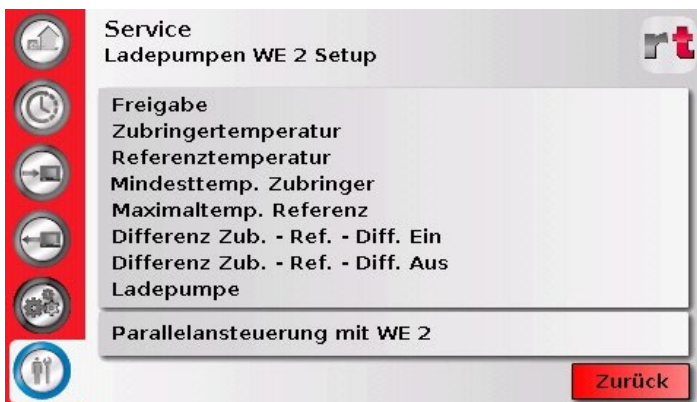 Service
Ladepumpen WE 2 Setup
rt
Freigabe
Zubringertemperatur
Referenztemperatur
Mindesttemp. Zubringer
Maximaltemp. Referenz
Differenz Zub. - Ref. - Diff. Ein
Differenz Zub. - Ref. - Diff. Aus
Ladepumpe
Parallelansteuerung mit WE 2
Zurück